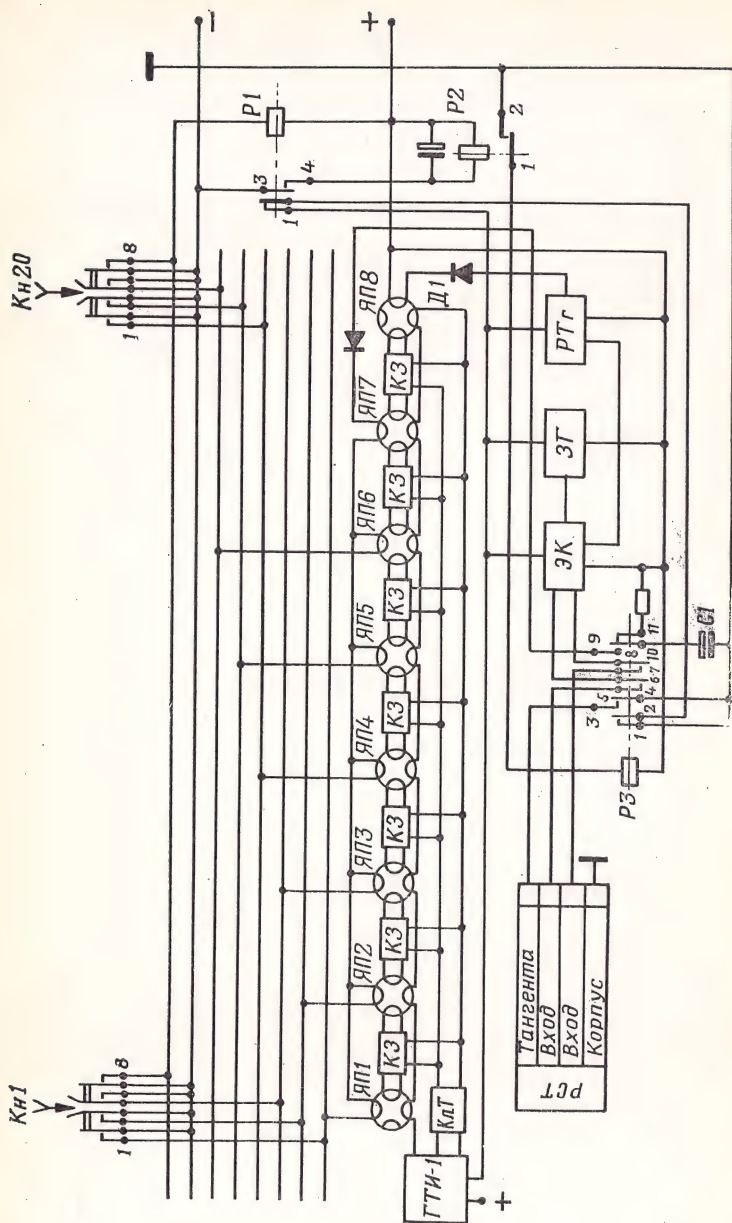 Кн1
1
8
Кн20
1
8
−
+
Р1
3
4
1
Р2
2
1
ЯП1
ЯП2
ЯП3
ЯП4
ЯП5
ЯП6
ЯП7
ЯП8
КЗ
КЗ
КЗ
КЗ
КЗ
КЗ
КЗ
Д1
ГТИ-1
КлТ
+
РТг
ЗГ
ЭК
9
11
10
8
6
7
5
4
3
2
1
С1
Р3
РСТ
Тангента
Вход
Вход
Корпус